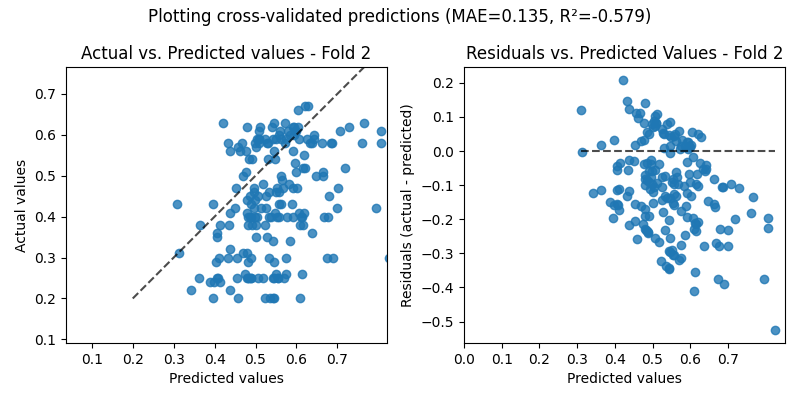 Plotting cross-validated predictions (MAE=0.135, R²=-0.579)
Actual vs. Predicted values - Fold 2
Actual values
0.7
0.6
0.5
0.4
0.3
0.2
0.1
0.1 0.2 0.3 0.4 0.5 0.6 0.7
Predicted values
Residuals vs. Predicted Values - Fold 2
Residuals (actual - predicted)
0.2
0.1
0.0
−0.1
−0.2
−0.3
−0.4
−0.5
0.0 0.1 0.2 0.3 0.4 0.5 0.6 0.7
Predicted values